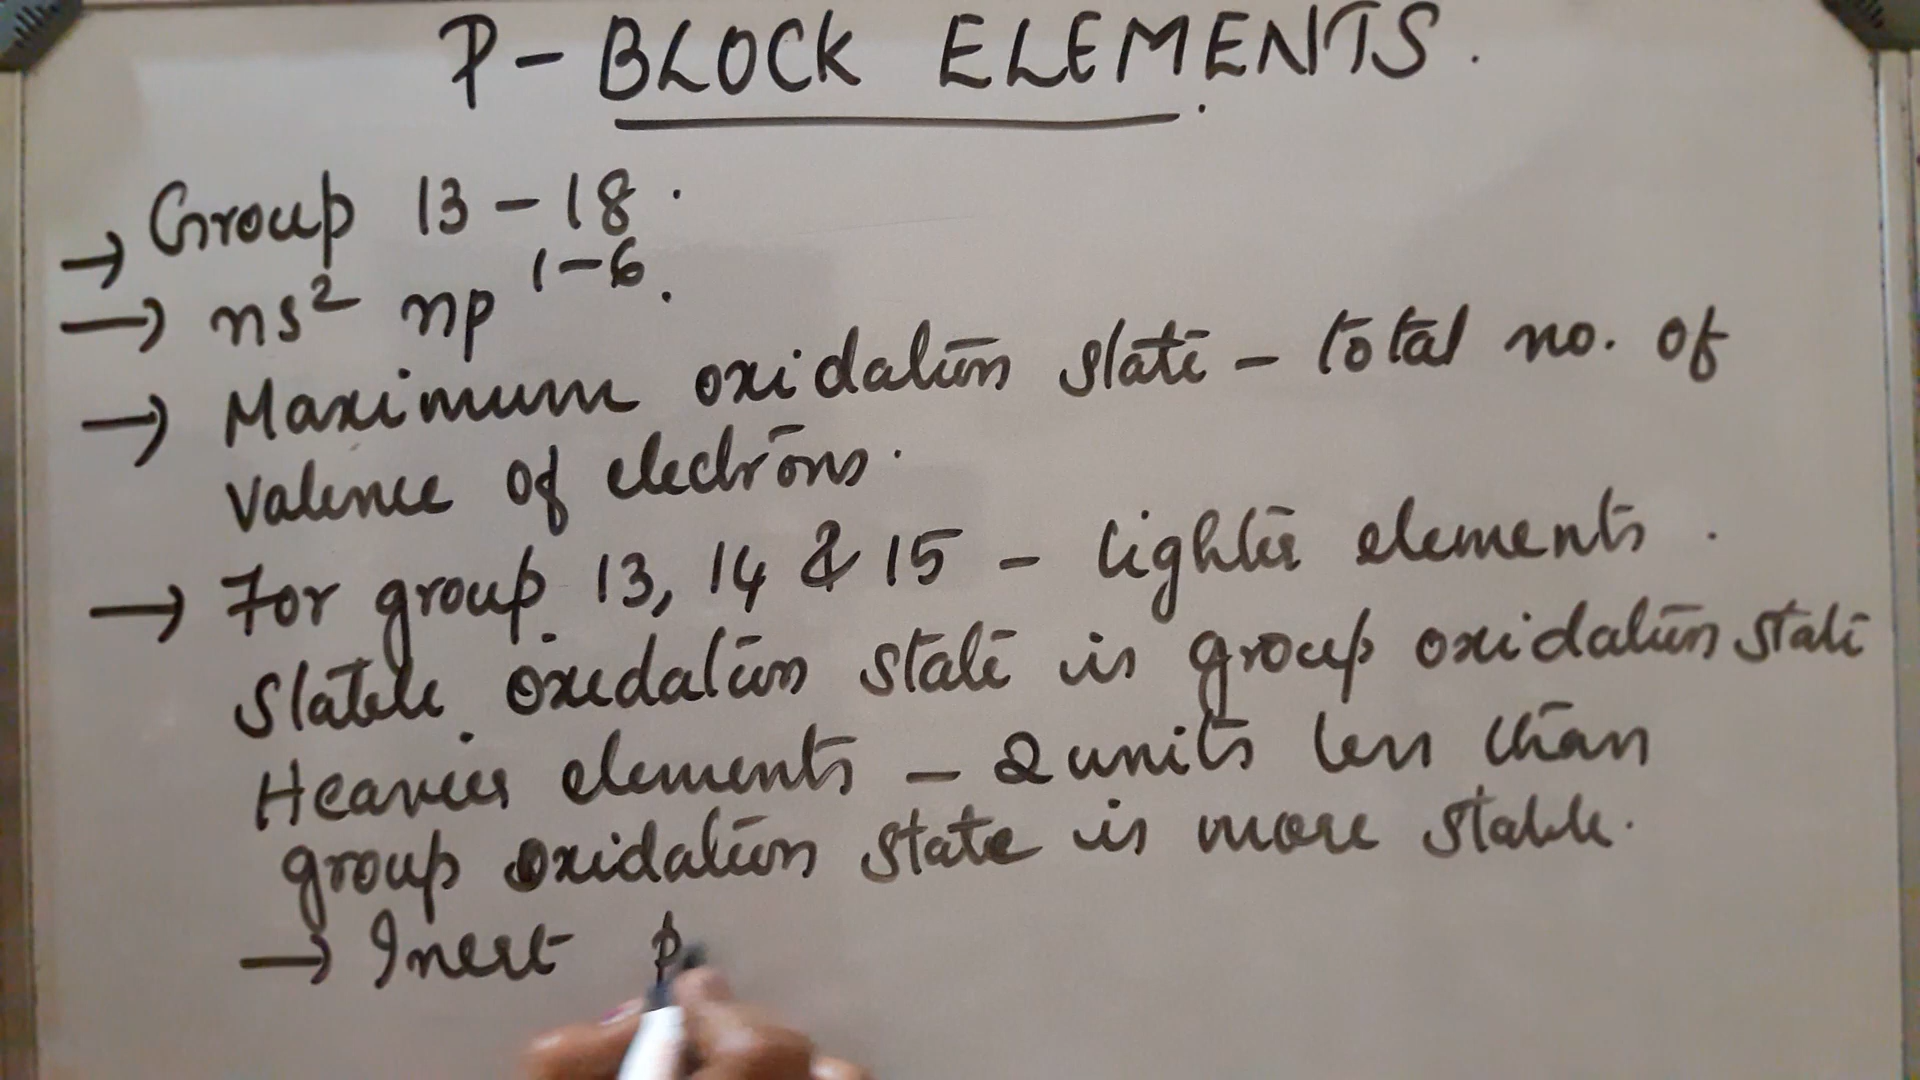 P-BLOCK ELEMENTS.
→ Group 13-18.
→ ns² np¹⁻⁶.
→ Maximum oxidation state - total no. of
valence of electrons.
→ For group 13, 14 & 15 - lighter elements.
stable oxidation state is group oxidation state
Heavier elements - 2 units less than
group oxidation state is more stable.
→ Inert p